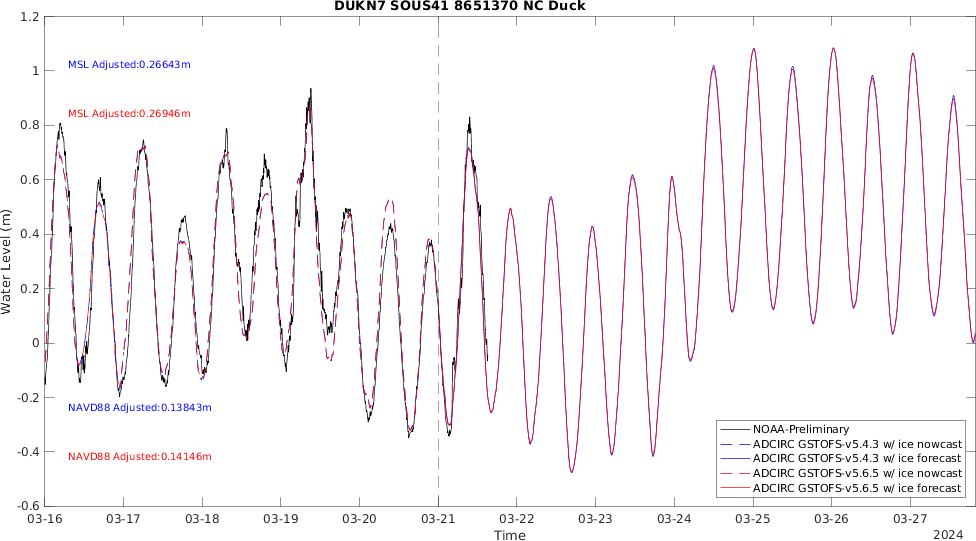 DUKN7 SOUS41 8651370 NC Duck
1.2
1
0.8
0.6
0.4
0.2
0
-0.2
-0.4
-0.6
Water Level (m)
MSL Adjusted:0.26643m
MSL Adjusted:0.26946m
NAVD88 Adjusted:0.13843m
NAVD88 Adjusted:0.14146m
NOAA-Preliminary
ADCIRC GSTOFS-v5.4.3 w/ ice nowcast
ADCIRC GSTOFS-v5.4.3 w/ ice forecast
ADCIRC GSTOFS-v5.6.5 w/ ice nowcast
ADCIRC GSTOFS-v5.6.5 w/ ice forecast
03-16 03-17 03-18 03-19 03-20 03-21 03-22 03-23 03-24 03-25 03-26 03-27
Time
2024